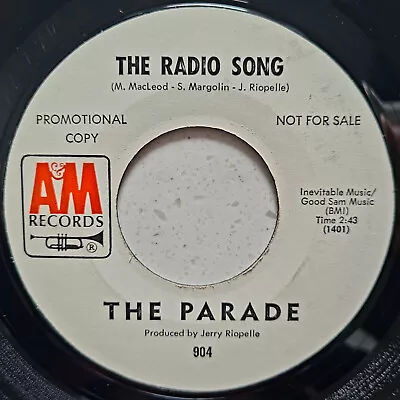 THE RADIO SONG
(M. MacLeod - S. Margolin - J. Riopelle)
PROMOTIONAL
COPY
NOT FOR SALE
A&M
RECORDS
®
Inevitable Music/
Good Sam Music
(BMI)
Time 2:43
(1401)
THE PARADE
Produced by Jerry Riopelle
904